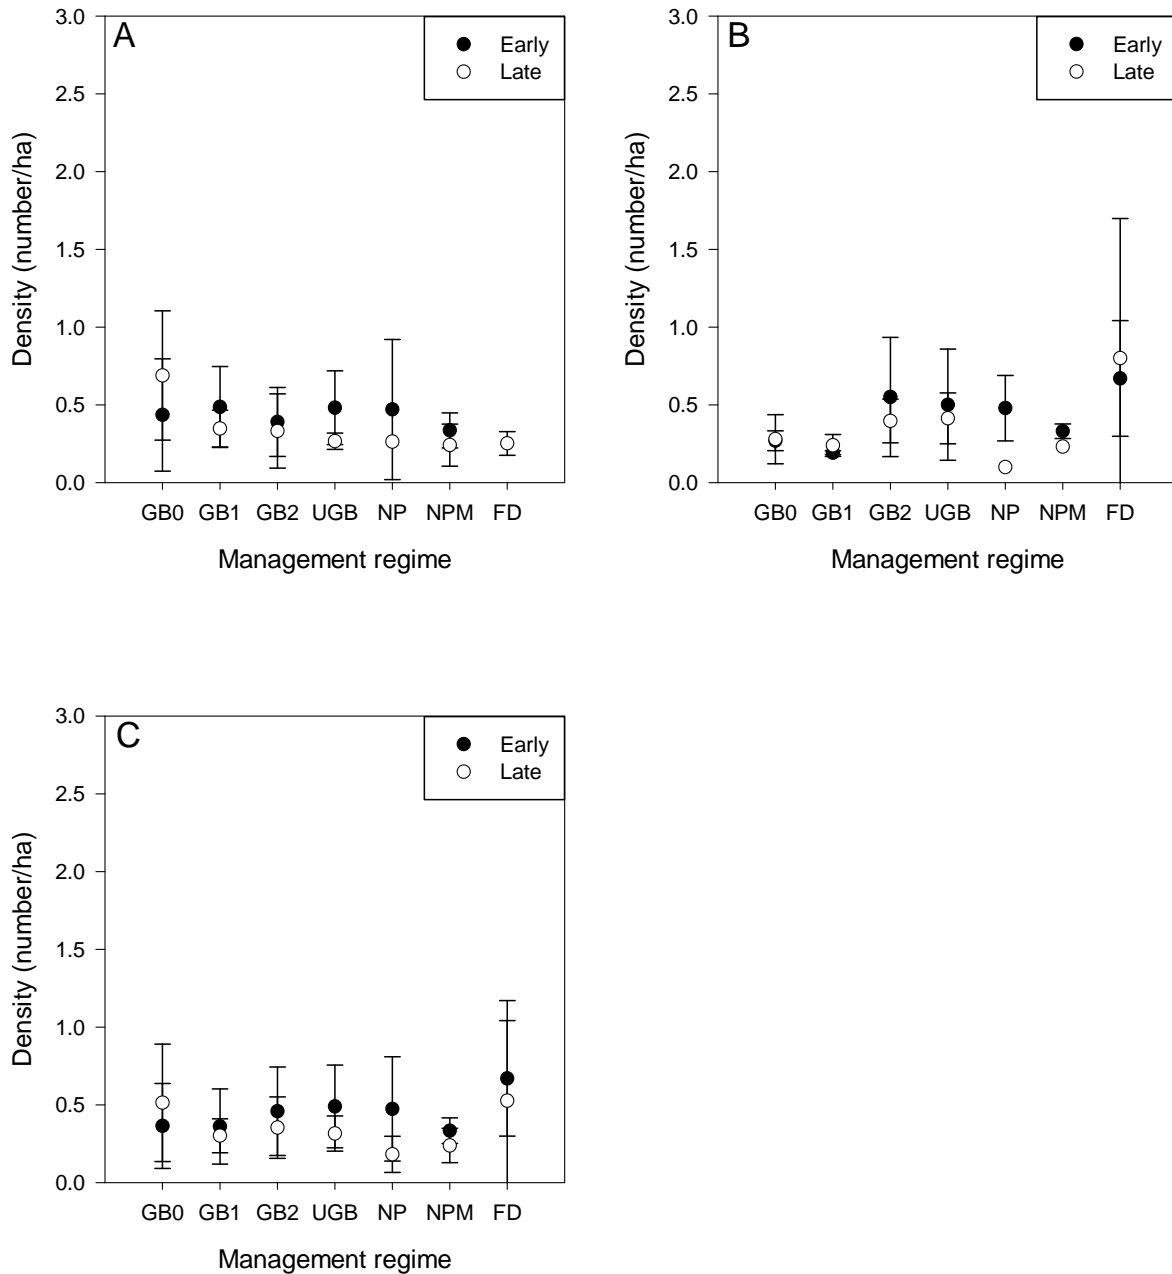 A
Early
Late
3.0
2.5
2.0
1.5
1.0
0.5
0.0
Density (number/ha)
GB0 GB1 GB2 UGB NP NPM FD
Management regime
B
Early
Late
3.0
2.5
2.0
1.5
1.0
0.5
0.0
Density (number/ha)
GB0 GB1 GB2 UGB NP NPM FD
Management regime
C
Early
Late
3.0
2.5
2.0
1.5
1.0
0.5
0.0
Density (number/ha)
GB0 GB1 GB2 UGB NP NPM FD
Management regime